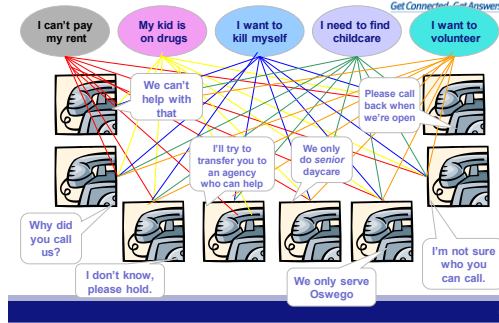 Get Connected. Get Answers
I can't pay
my rent
My kid is
on drugs
I want to
kill myself
I need to find
childcare
I want to
volunteer
We can't
help with
that
Please call
back when
we're open
I'll try to
transfer you to
an agency
who can help
We only
do senior
daycare
Why did
you call
us?
I don't know,
please hold.
We only serve
Oswego
I'm not sure
who you
can call.